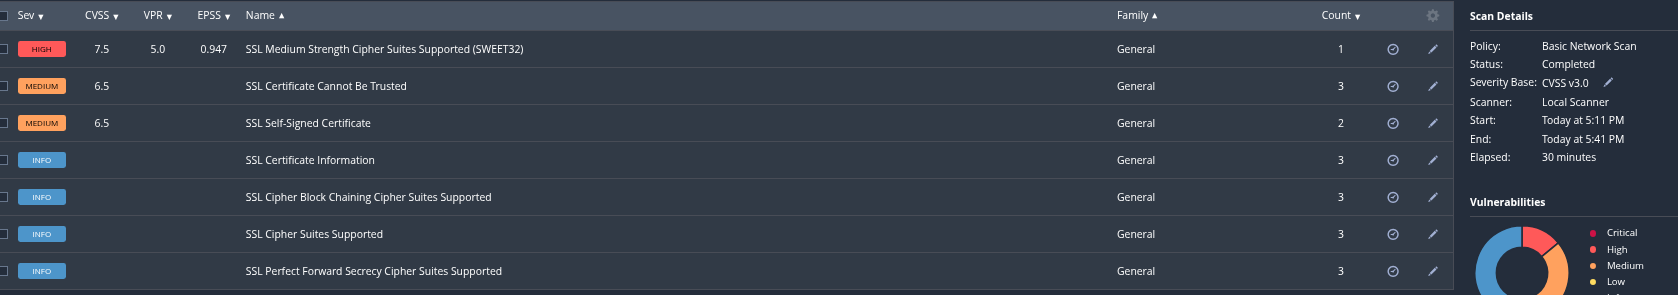 Sev CVSS VPR EPSS Name Family Count
HIGH 7.5 5.0 0.947 SSL Medium Strength Cipher Suites Supported (SWEET32) General 1
MEDIUM 6.5 SSL Certificate Cannot Be Trusted General 3
MEDIUM 6.5 SSL Self-Signed Certificate General 2
INFO SSL Certificate Information General 3
INFO SSL Cipher Block Chaining Cipher Suites Supported General 3
INFO SSL Cipher Suites Supported General 3
INFO SSL Perfect Forward Secrecy Cipher Suites Supported General 3
Scan Details
Policy: Basic Network Scan
Status: Completed
Severity Base: CVSS v3.0
Scanner: Local Scanner
Start: Today at 5:11 PM
End: Today at 5:41 PM
Elapsed: 30 minutes
Vulnerabilities
Critical
High
Medium
Low